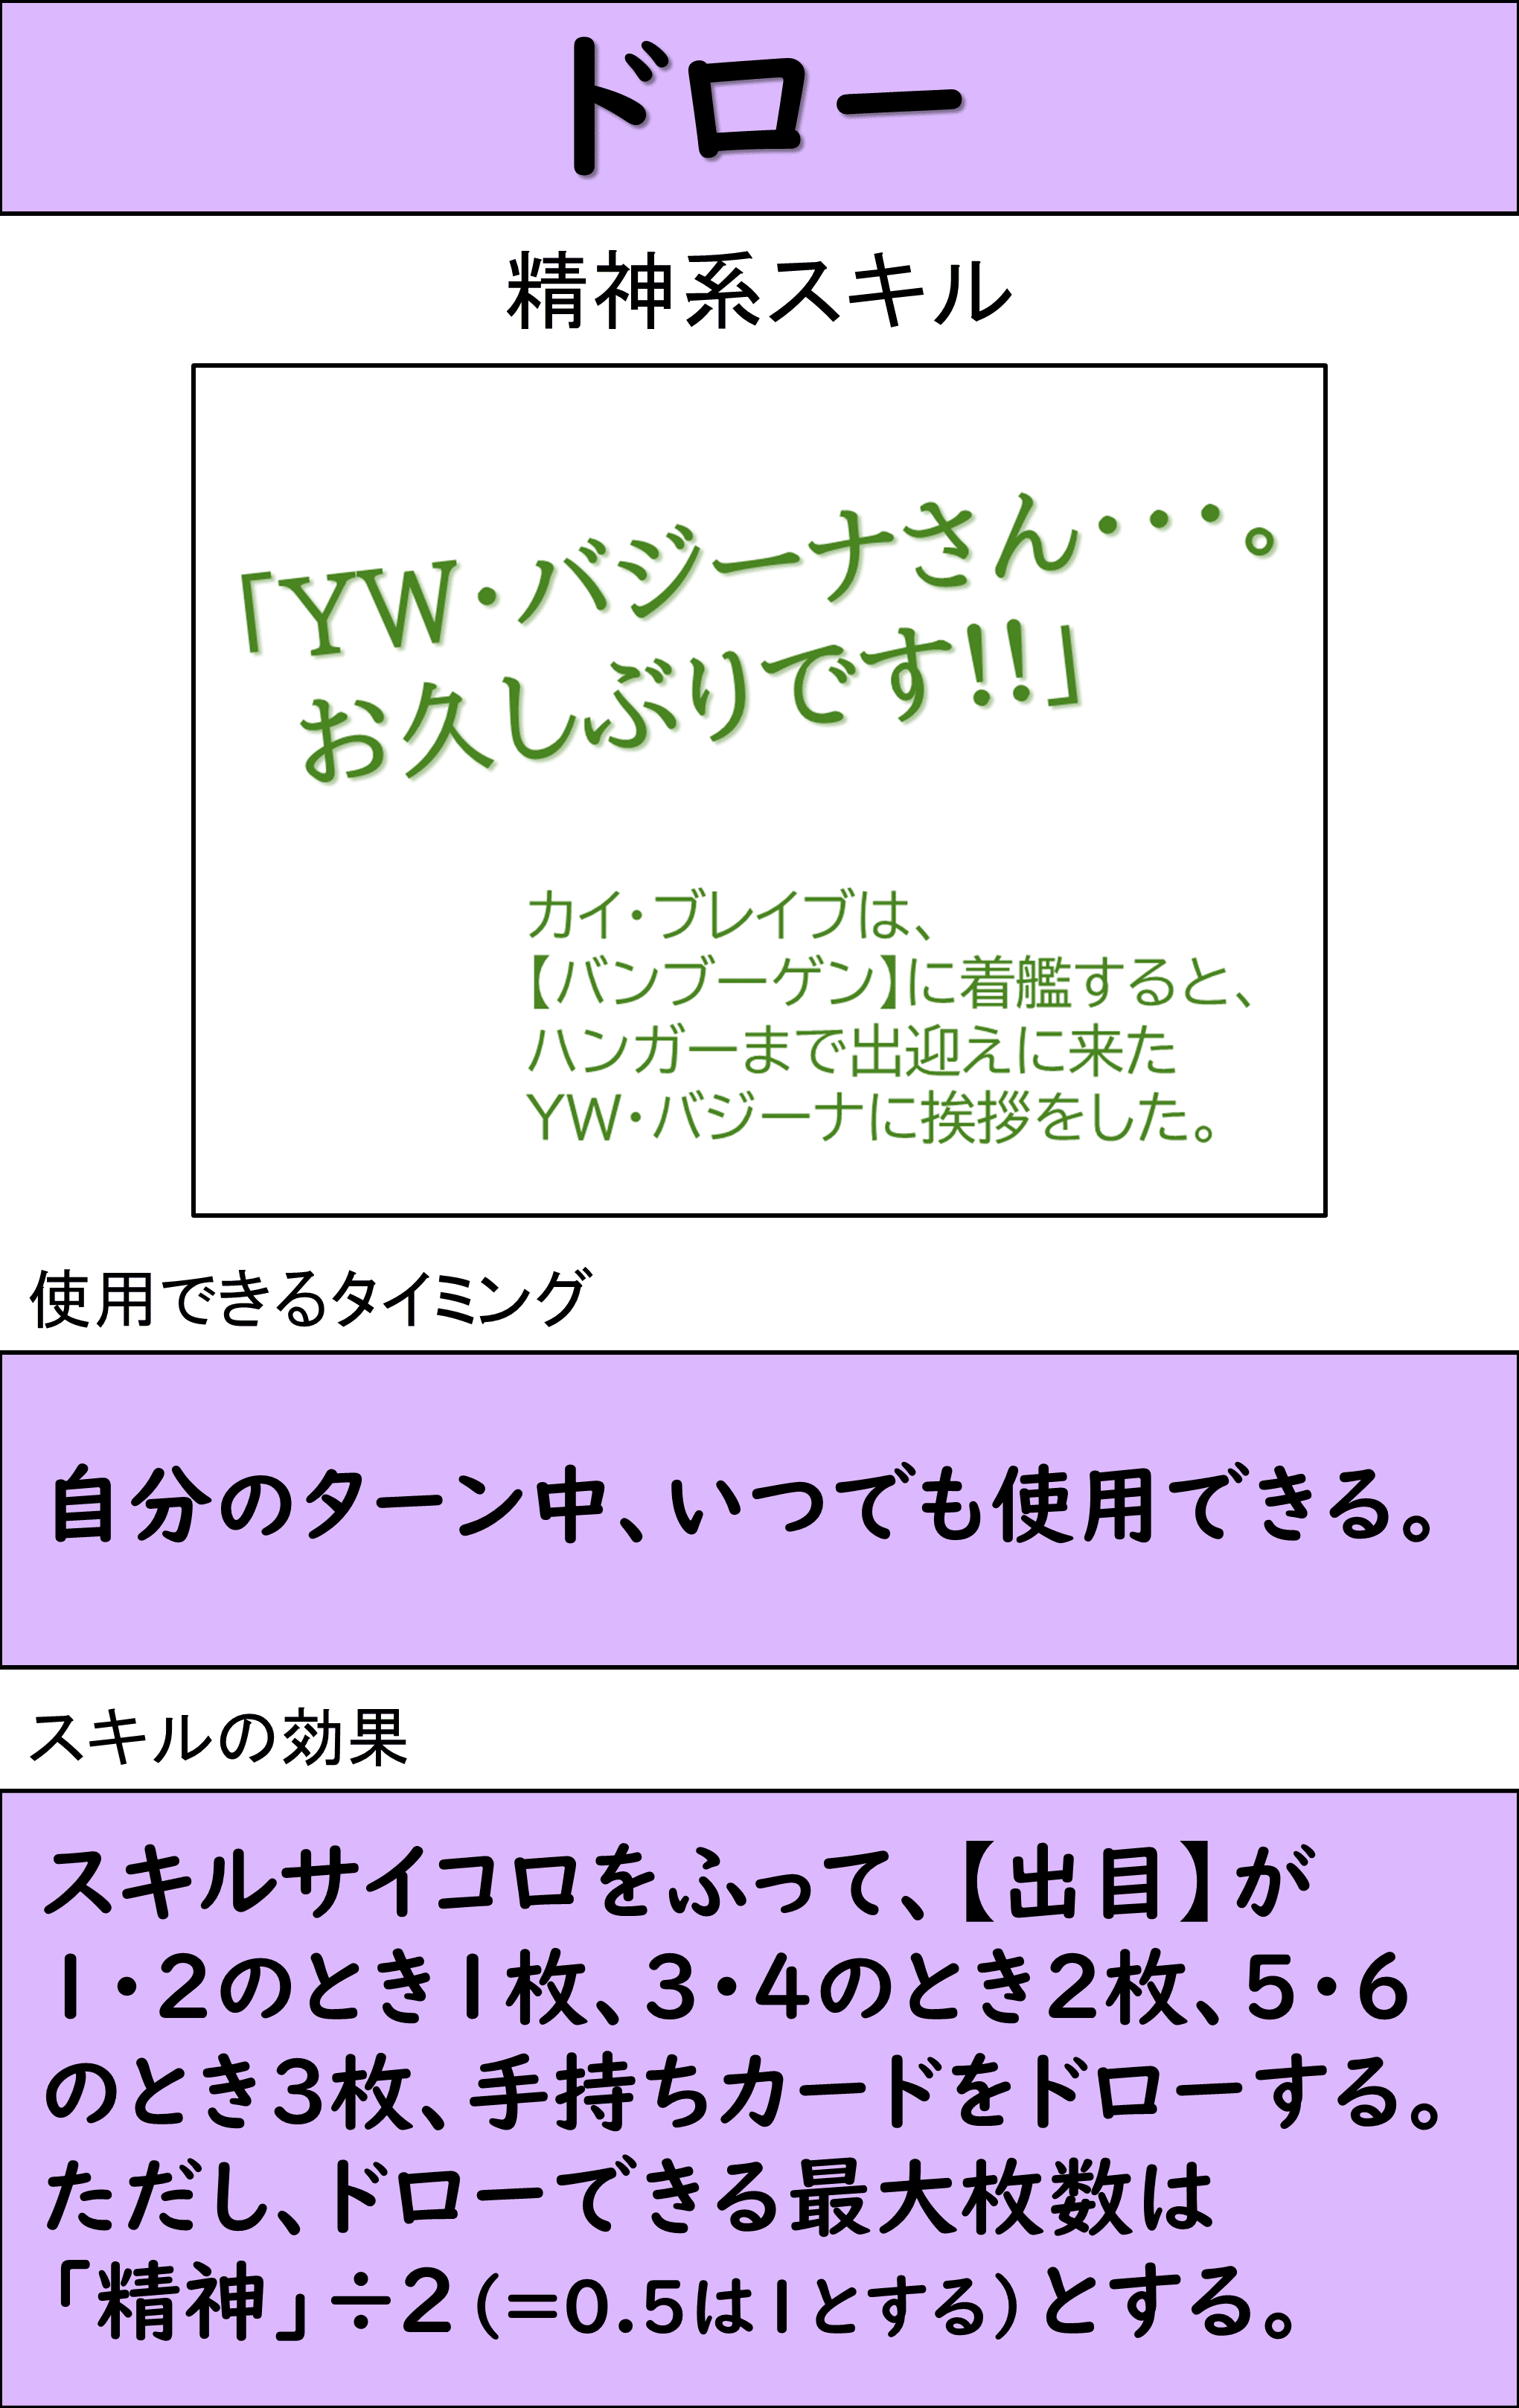 ドロー
精神系スキル
「YW・バジーナさん・・・。
お久しぶりです!!」
カイ・ブレイブは、
【バンブーゲン】に着艦すると、
ハンガーまで出迎えに来た
YW・バジーナに挨拶をした。
使用できるタイミング
自分のターン中、いつでも使用できる。
スキルの効果
スキルサイコロをふって、【出目】が
1・2のとき1枚、3・4のとき2枚、5・6
のとき3枚、手持ちカードをドローする。
ただし、ドローできる最大枚数は
「精神」÷2（=0.5は1とする）とする。